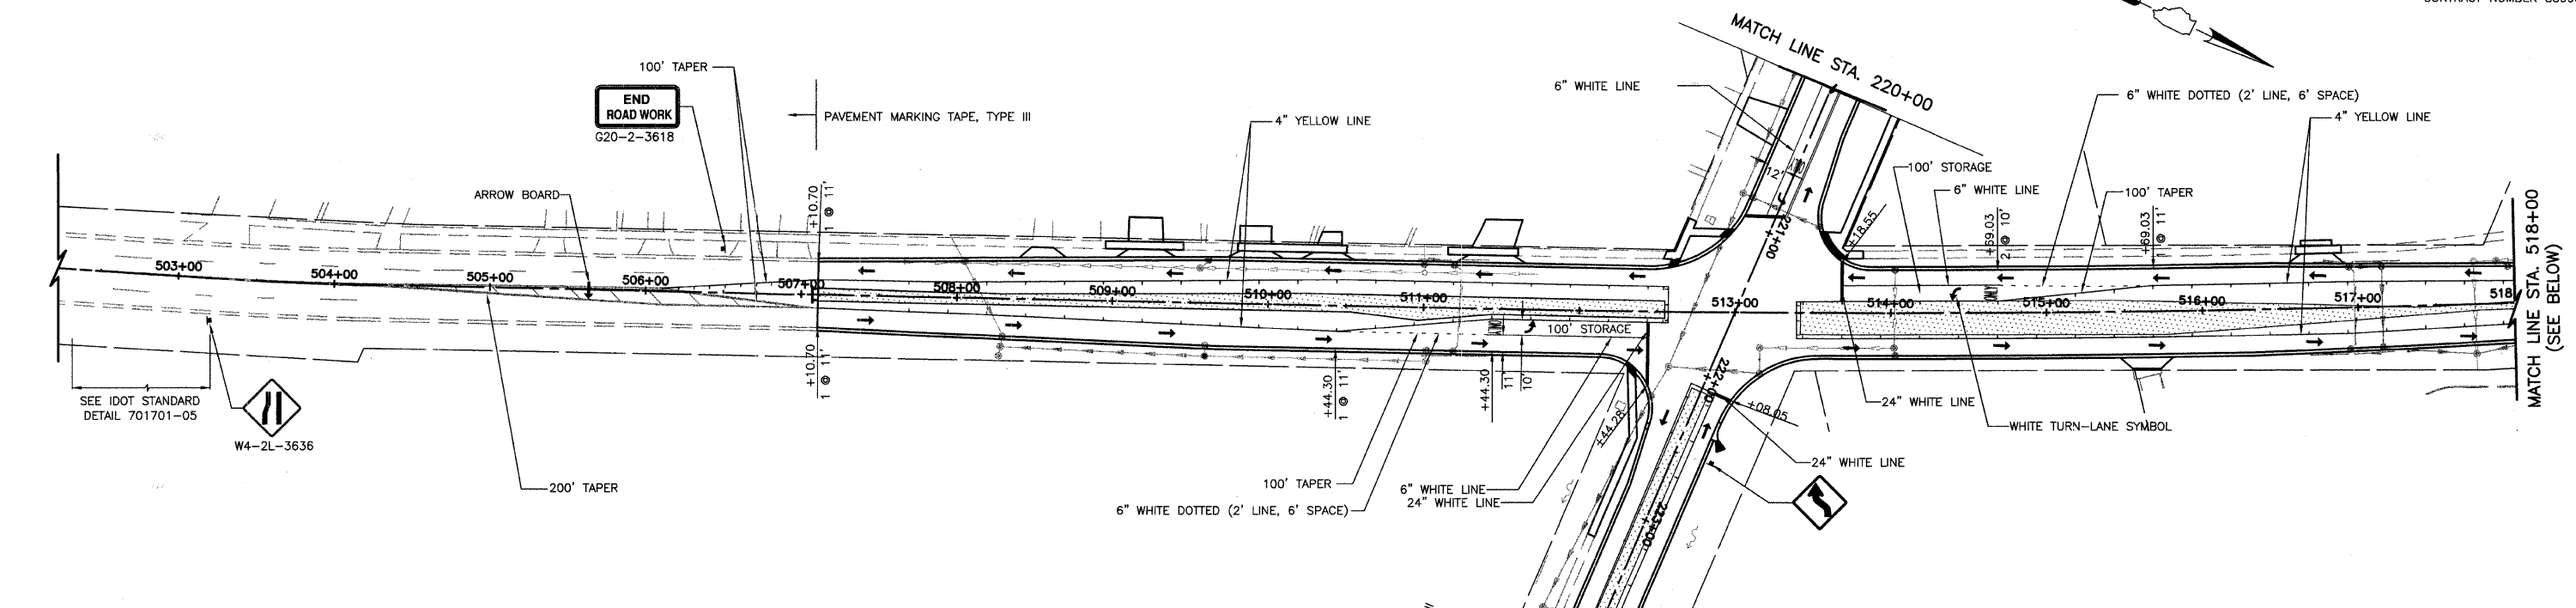 MATCH LINE STA. 220+00
100' TAPER
END
ROAD WORK
G20-2-3618
PAVEMENT MARKING TAPE, TYPE III
4" YELLOW LINE
6" WHITE LINE
6" WHITE DOTTED (2' LINE, 6' SPACE)
4" YELLOW LINE
100' STORAGE
6" WHITE LINE
100' TAPER
ARROW BOARD
+10.70
1 @ 11'
12'
+18.55
+69.03
2 @ 10'
+69.03
1 @ 11'
503+00
504+00
505+00
506+00
507+00
508+00
509+00
510+00
511+00
513+00
514+00
515+00
516+00
517+00
518
221+00
222+00
223+00
ONLY
100' STORAGE
ONLY
MATCH LINE STA. 518+00
(SEE BELOW)
+10.70
1 @ 11'
+44.30
1 @ 11'
+44.30
11'
10'
+44.28
+08.05
SEE IDOT STANDARD
DETAIL 701701-05
W4-2L-3636
200' TAPER
100' TAPER
6" WHITE DOTTED (2' LINE, 6' SPACE)
6" WHITE LINE
24" WHITE LINE
24" WHITE LINE
WHITE TURN-LANE SYMBOL
24" WHITE LINE